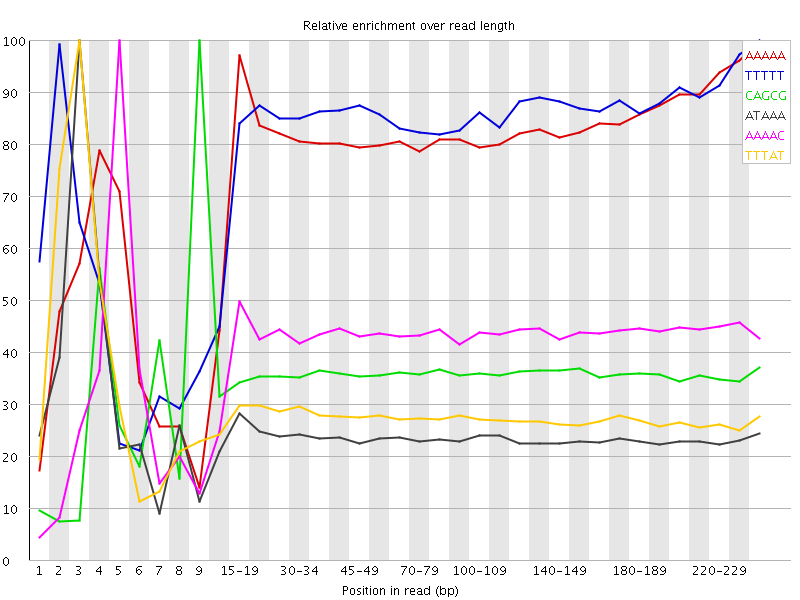 Relative enrichment over read length
100
90
80
70
60
50
40
30
20
10
0
AAAAA
TTTTT
CAGCG
ATAAA
AAAAC
TTTAT
1 2 3 4 5 6 7 8 9 15-19 30-34 45-49 70-79 100-109 140-149 180-189 220-229
Position in read (bp)